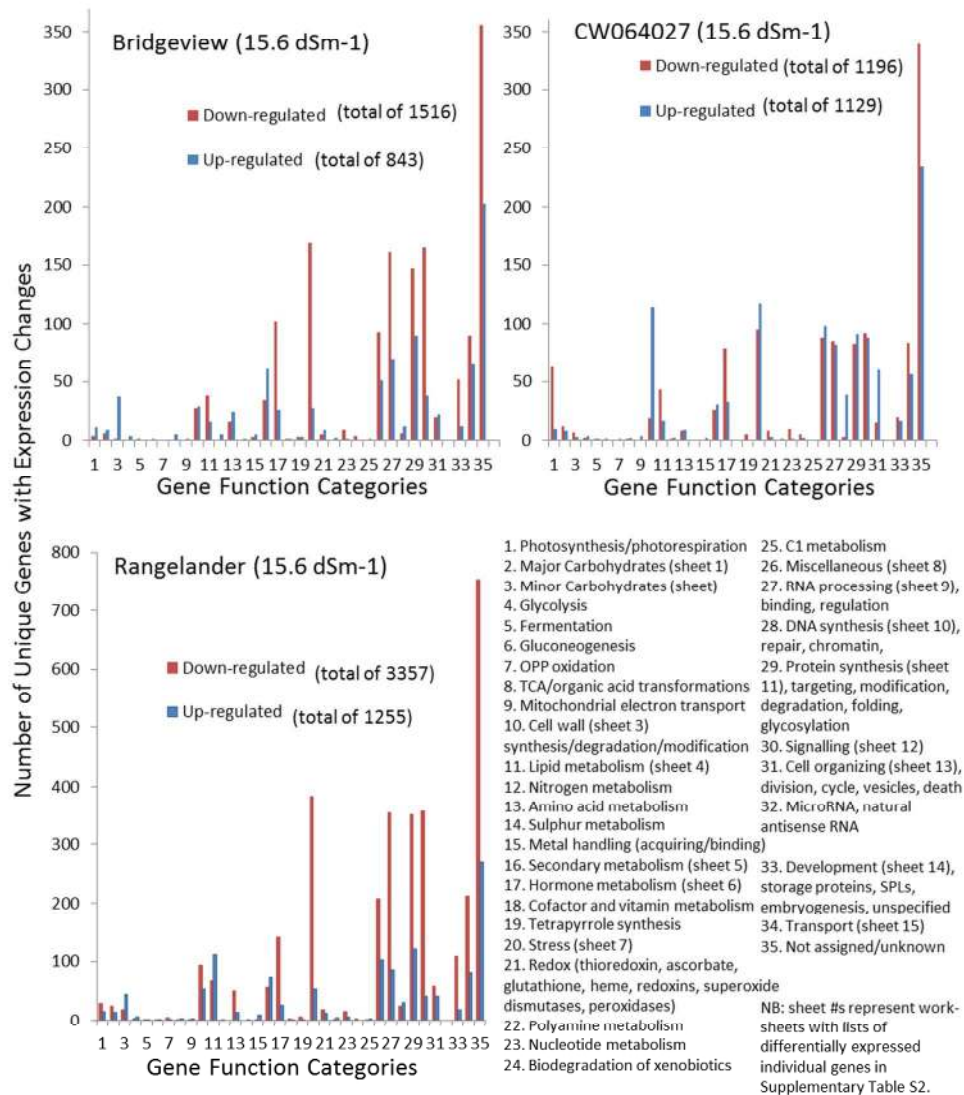 Number of Unique Genes with Expression Changes
Bridgeview (15.6 dSm-1)
Down-regulated (total of 1516)
Up-regulated (total of 843)
350
300
250
200
150
100
50
0
1 3 5 7 9 11 13 15 17 19 21 23 25 27 29 31 33 35
Gene Function Categories
CW064027 (15.6 dSm-1)
Down-regulated (total of 1196)
Up-regulated (total of 1129)
350
300
250
200
150
100
50
0
1 3 5 7 9 11 13 15 17 19 21 23 25 27 29 31 33 35
Gene Function Categories
Rangelander (15.6 dSm-1)
Down-regulated (total of 3357)
Up-regulated (total of 1255)
800
700
600
500
400
300
200
100
0
1 3 5 7 9 11 13 15 17 19 21 23 25 27 29 31 33 35
Gene Function Categories
1. Photosynthesis/photorespiration
2. Major Carbohydrates (sheet 1)
3. Minor Carbohydrates (sheet)
4. Glycolysis
5. Fermentation
6. Gluconeogenesis
7. OPP oxidation
8. TCA/organic acid transformations
9. Mitochondrial electron transport
10. Cell wall (sheet 3)
synthesis/degradation/modification
11. Lipid metabolism (sheet 4)
12. Nitrogen metabolism
13. Amino acid metabolism
14. Sulphur metabolism
15. Metal handling (acquiring/binding)
16. Secondary metabolism (sheet 5)
17. Hormone metabolism (sheet 6)
18. Cofactor and vitamin metabolism
19. Tetrapyrrole synthesis
20. Stress (sheet 7)
21. Redox (thioredoxin, ascorbate,
glutathione, heme, redoxins, superoxide
dismutases, peroxidases)
22. Polyamine metabolism
23. Nucleotide metabolism
24. Biodegradation of xenobiotics
25. C1 metabolism
26. Miscellaneous (sheet 8)
27. RNA processing (sheet 9),
binding, regulation
28. DNA synthesis (sheet 10),
repair, chromatin,
29. Protein synthesis (sheet
11), targeting, modification,
degradation, folding,
glycosylation
30. Signalling (sheet 12)
31. Cell organizing (sheet 13),
division, cycle, vesicles, death
32. MicroRNA, natural
antisense RNA
33. Development (sheet 14),
storage proteins, SPLs,
embryogenesis, unspecified
34. Transport (sheet 15)
35. Not assigned/unknown
NB: sheet #s represent work-
sheets with lists of
differentially expressed
individual genes in
Supplementary Table S2.